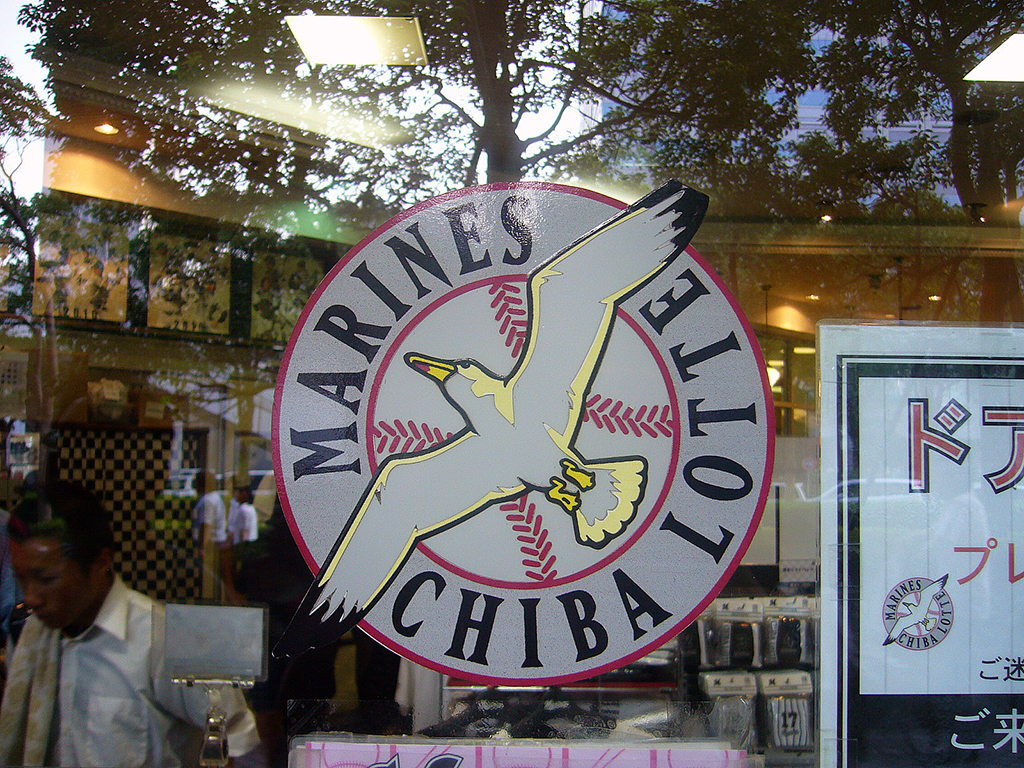 MARINES
CHIBA LOTTE
ドア
プレ
MARINES
CHIBA LOTTE
ご迷
ご来
17